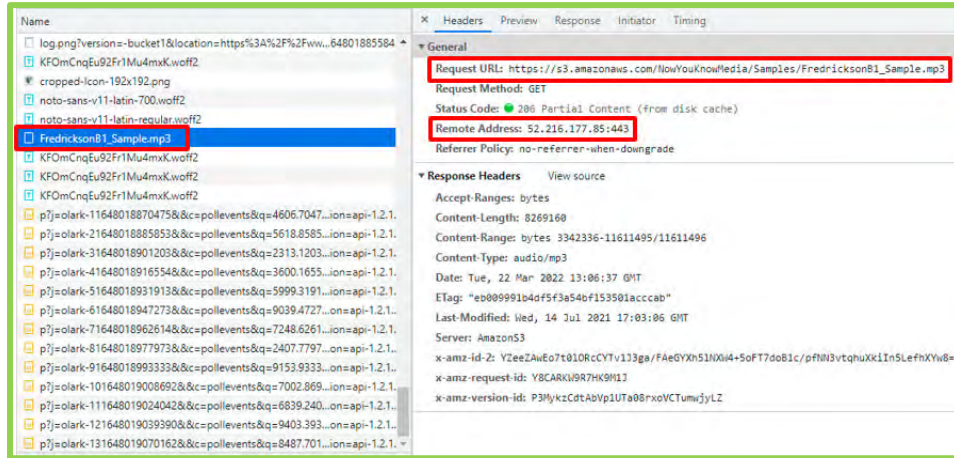 Name
log.png?version=-bucket1&location=https%3A%2F%2Fww...64801885584
KFOmCnqEu92Fr1Mu4mxK.woff2
cropped-Icon-192x192.png
noto-sans-v11-latin-700.woff2
noto-sans-v11-latin-regular.woff2
FredricksonB1_Sample.mp3
KFOmCnqEu92Fr1Mu4mxK.woff2
KFOmCnqEu92Fr1Mu4mxK.woff2
KFOmCnqEu92Fr1Mu4mxK.woff2
p?j=olark-11648018870475&&c=pollevents&q=4606.7047...ion=api-1.2.1.
p?j=olark-21648018885853&&c=pollevents&q=5618.8585...ion=api-1.2.1.
p?j=olark-31648018901203&&c=pollevents&q=2313.1203...ion=api-1.2.1.
p?j=olark-41648018916554&&c=pollevents&q=3600.1655...ion=api-1.2.1.
p?j=olark-51648018931913&&c=pollevents&q=5999.3191...ion=api-1.2.1.
p?j=olark-61648018947273&&c=pollevents&q=9039.4727...on=api-1.2.1.
p?j=olark-71648018962614&&c=pollevents&q=7248.6261...ion=api-1.2.1.
p?j=olark-81648018977973&&c=pollevents&q=2407.7797...on=api-1.2.1.
p?j=olark-91648018993333&&c=pollevents&q=9153.9333...on=api-1.2.1.
p?j=olark-101648019008692&&c=pollevents&q=7002.869...ion=api-1.2.1.
p?j=olark-111648019024042&&c=pollevents&q=6839.240...on=api-1.2.1.
p?j=olark-121648019039390&&c=pollevents&q=9403.393...on=api-1.2.1.
p?j=olark-131648019070162&&c=pollevents&q=8487.701...ion=api-1.2.1.
× Headers Preview Response Initiator Timing
▼ General
Request URL: https://s3.amazonaws.com/NowYouKnowMedia/Samples/FredricksonB1_Sample.mp3
Request Method: GET
Status Code: 206 Partial Content (from disk cache)
Remote Address: 52.216.177.85:443
Referrer Policy: no-referrer-when-downgrade
▼ Response Headers View source
Accept-Ranges: bytes
Content-Length: 8269160
Content-Range: bytes 3342336-11611495/11611496
Content-Type: audio/mp3
Date: Tue, 22 Mar 2022 13:06:37 GMT
ETag: "eb009991b4df5f3a54bf153501acccab"
Last-Modified: Wed, 14 Jul 2021 17:03:06 GMT
Server: AmazonS3
x-amz-id-2: YZeeZAwEo7t01ORcCYTv1J3ga/FAeGYXh51NXW4+5oFT7doB1c/pfNN3vtqhuXkiIn5LefhXYw8=
x-amz-request-id: Y8CARKW9R7HK9M1J
x-amz-version-id: P3MykzCdtAbVp1UTa08rxoVCTumwjyLZ